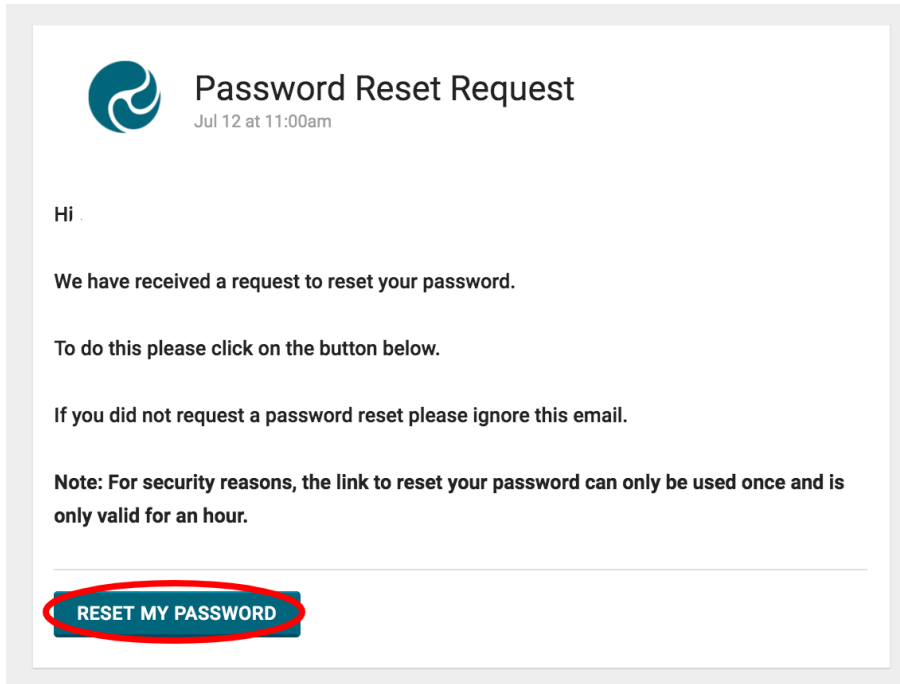 Password Reset Request
Jul 12 at 11:00am
Hi
We have received a request to reset your password.
To do this please click on the button below.
If you did not request a password reset please ignore this email.
Note: For security reasons, the link to reset your password can only be used once and is
only valid for an hour.
RESET MY PASSWORD